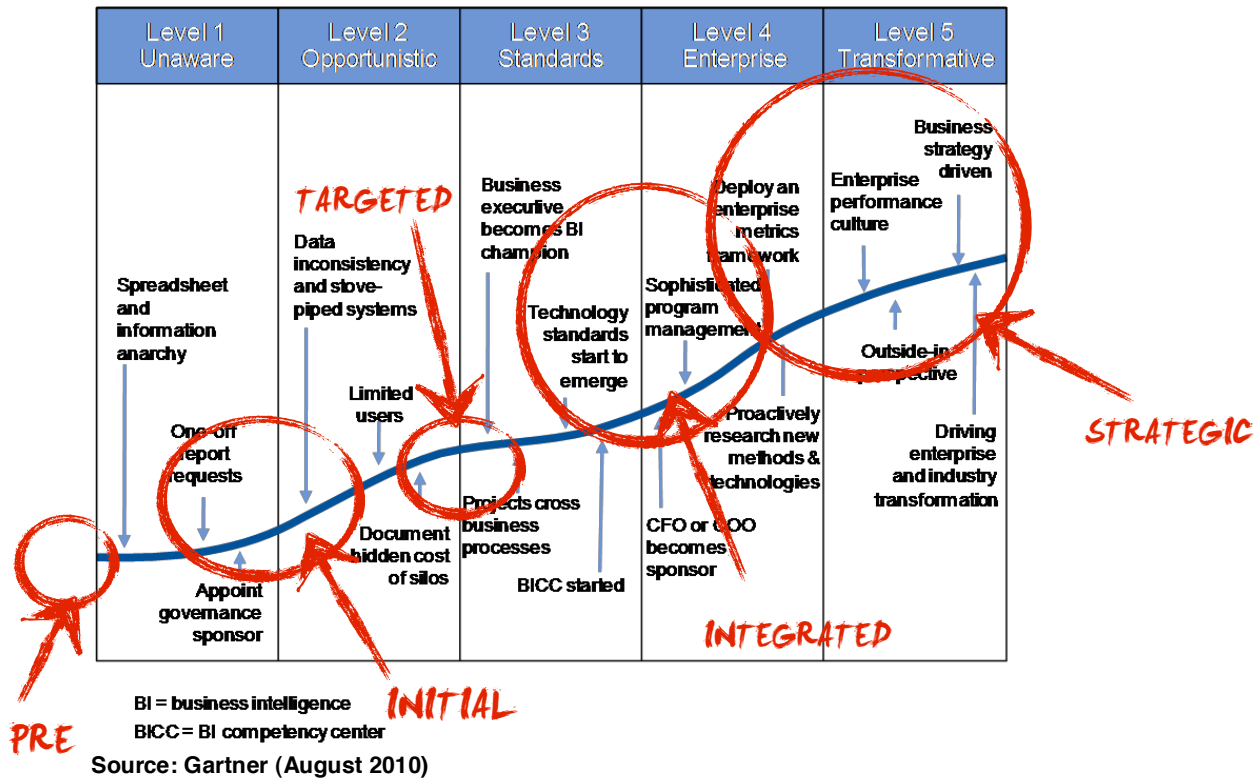 Level 1
Unaware
Level 2
Opportunistic
Level 3
Standards
Level 4
Enterprise
Level 5
Transformative
Spreadsheet
and
information
anarchy
One-off
report
requests
Appoint
governance
sponsor
Data
inconsistency
and stove-
piped systems
Limited
users
Document
hidden cost
of silos
Business
executive
becomes BI
champion
Projects cross
business
processes
Technology
standards
start to
emerge
BICC started
Sophisticated
program
management
CFO or COO
becomes
sponsor
Deploy an
enterprise
metrics
framework
Proactively
research new
methods &
technologies
Enterprise
performance
culture
Outside-in
perspective
Business
strategy
driven
Driving
enterprise
and industry
transformation
PRE
INITIAL
TARGETED
INTEGRATED
STRATEGIC
BI = business intelligence
BICC = BI competency center
Source: Gartner (August 2010)